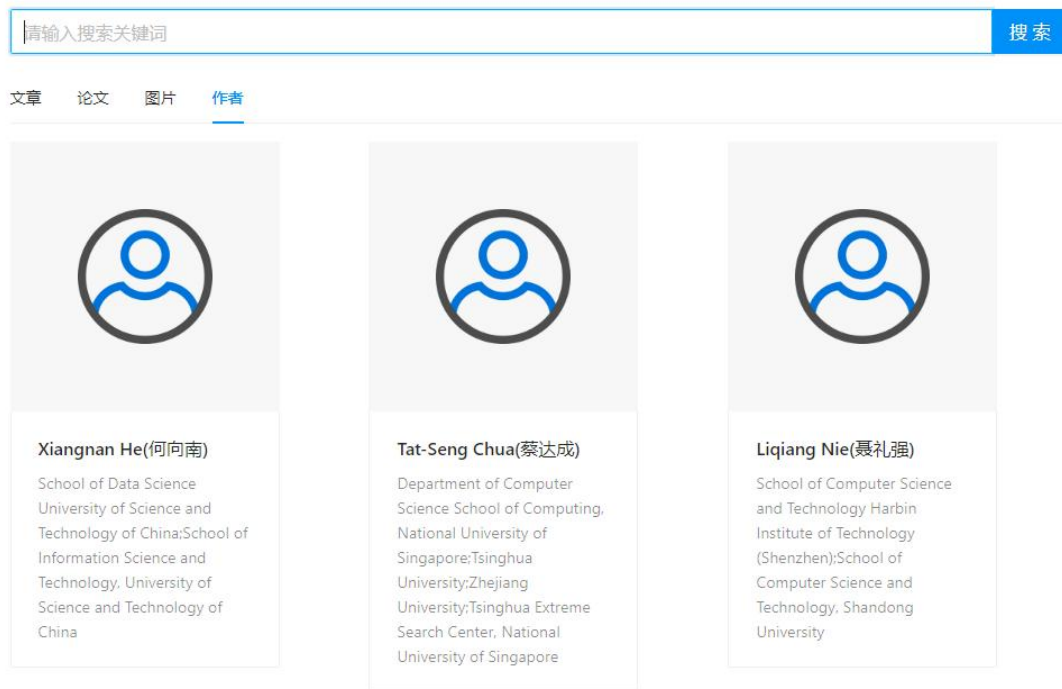 请输入搜索关键词
搜 索
文章 论文 图片 作者
Xiangnan He(何向南)
School of Data Science
University of Science and
Technology of China;School of
Information Science and
Technology, University of
Science and Technology of
China
Tat-Seng Chua(蔡达成)
Department of Computer
Science School of Computing,
National University of
Singapore;Tsinghua
University;Zhejiang
University;Tsinghua Extreme
Search Center, National
University of Singapore
Liqiang Nie(聂礼强)
School of Computer Science
and Technology Harbin
Institute of Technology
(Shenzhen);School of
Computer Science and
Technology, Shandong
University